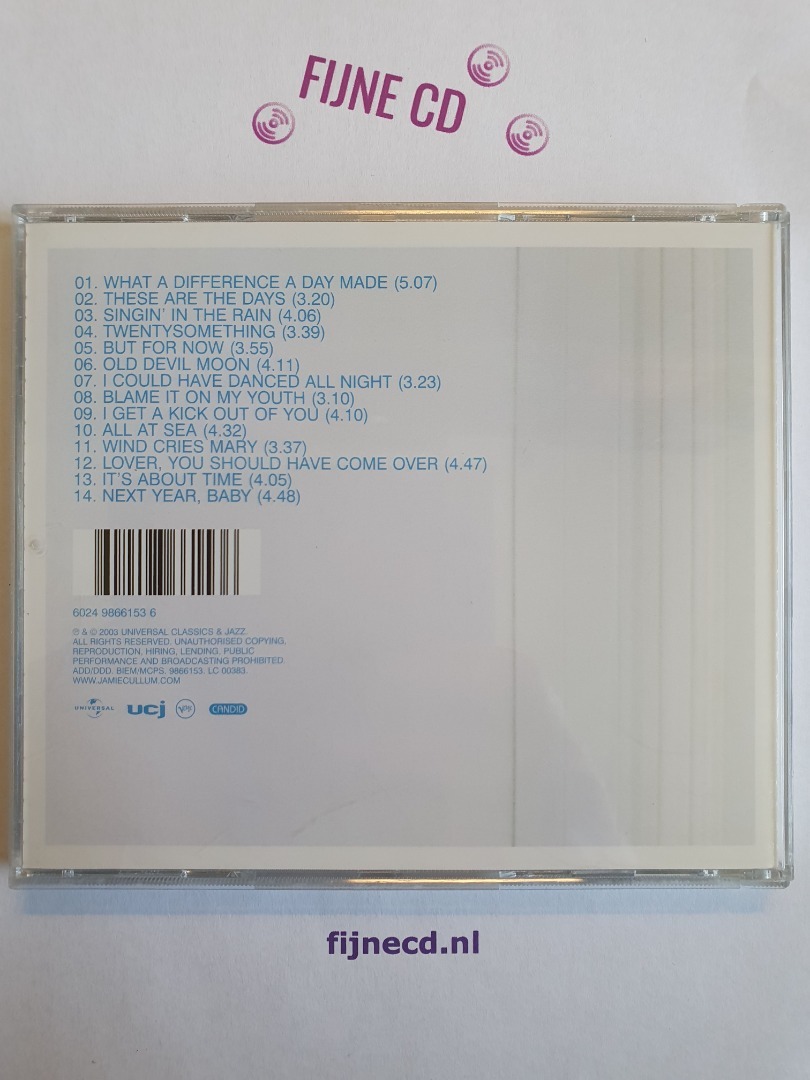 FIJNE CD
01. WHAT A DIFFERENCE A DAY MADE (5.07)
02. THESE ARE THE DAYS (3.20)
03. SINGIN' IN THE RAIN (4.06)
04. TWENTYSOMETHING (3.39)
05. BUT FOR NOW (3.55)
06. OLD DEVIL MOON (4.11)
07. I COULD HAVE DANCED ALL NIGHT (3.23)
08. BLAME IT ON MY YOUTH (3.10)
09. I GET A KICK OUT OF YOU (4.10)
10. ALL AT SEA (4.32)
11. WIND CRIES MARY (3.37)
12. LOVER, YOU SHOULD HAVE COME OVER (4.47)
13. IT'S ABOUT TIME (4.05)
14. NEXT YEAR, BABY (4.48)
6024 9866153 6
℗ & © 2003 UNIVERSAL CLASSICS & JAZZ.
ALL RIGHTS RESERVED. UNAUTHORISED COPYING,
REPRODUCTION, HIRING, LENDING, PUBLIC
PERFORMANCE AND BROADCASTING PROHIBITED
ADD/DDD. BIEM/MCPS. 9866153. LC 00383.
WWW.JAMIECULLUM.COM
UNIVERSAL ucj CANDID
fijnecd.nl